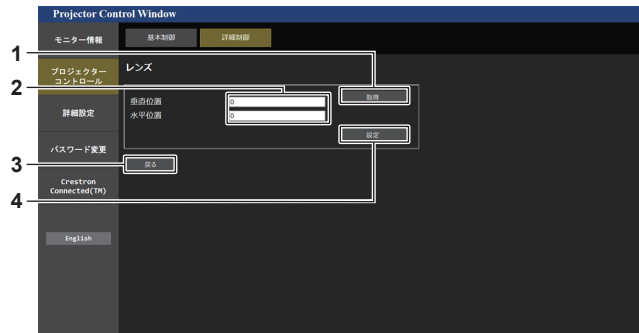 Projector Control Window
モニター情報
基本制御
詳細制御
プロジェクター
コントロール
レンズ
1
2
取得
垂直位置
0
水平位置
0
詳細設定
設定
パスワード変更
3
戻る
4
Crestron
Connected(TM)
English